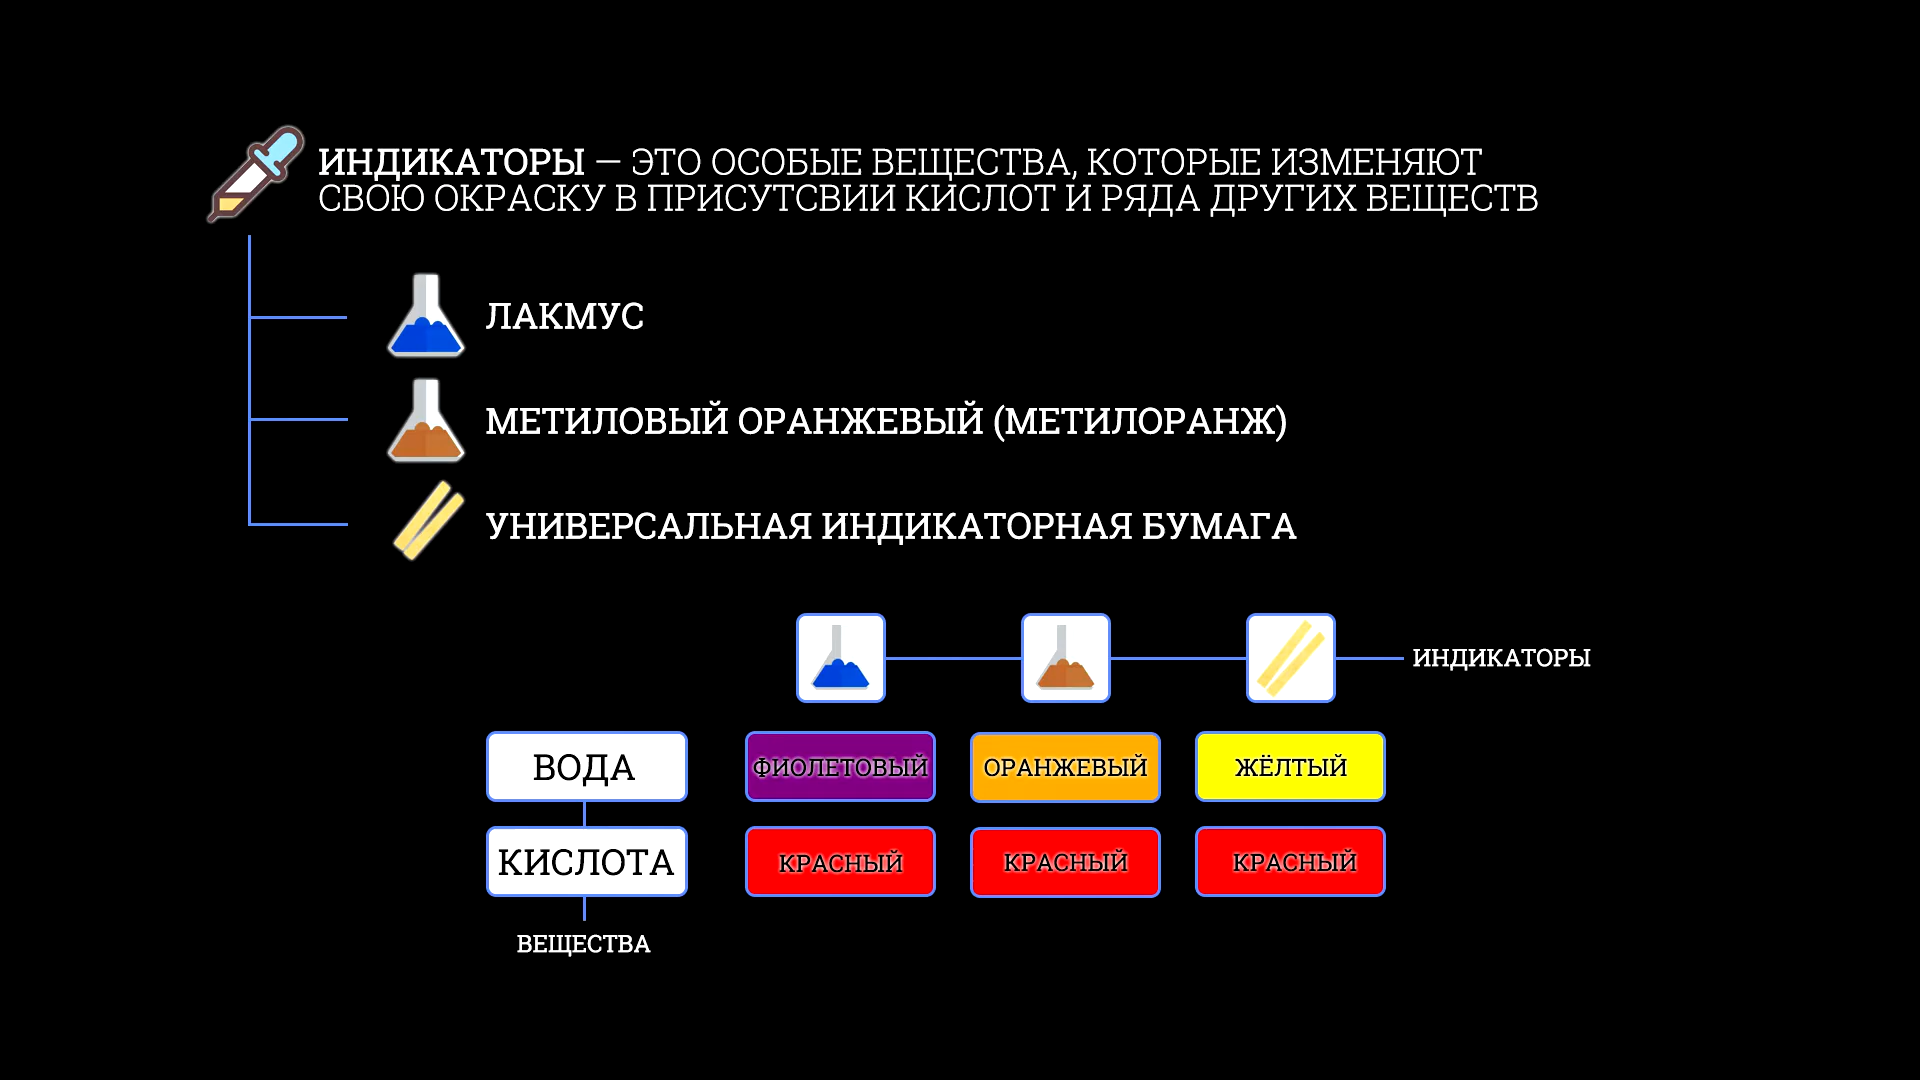 ИНДИКАТОРЫ — ЭТО ОСОБЫЕ ВЕЩЕСТВА, КОТОРЫЕ ИЗМЕНЯЮТ
СВОЮ ОКРАСКУ В ПРИСУТСВИИ КИСЛОТ И РЯДА ДРУГИХ ВЕЩЕСТВ
ЛАКМУС
МЕТИЛОВЫЙ ОРАНЖЕВЫЙ (МЕТИЛОРАНЖ)
УНИВЕРСАЛЬНАЯ ИНДИКАТОРНАЯ БУМАГА
ИНДИКАТОРЫ
ВОДА ФИОЛЕТОВЫЙ ОРАНЖЕВЫЙ ЖЁЛТЫЙ
КИСЛОТА КРАСНЫЙ КРАСНЫЙ КРАСНЫЙ
ВЕЩЕСТВА